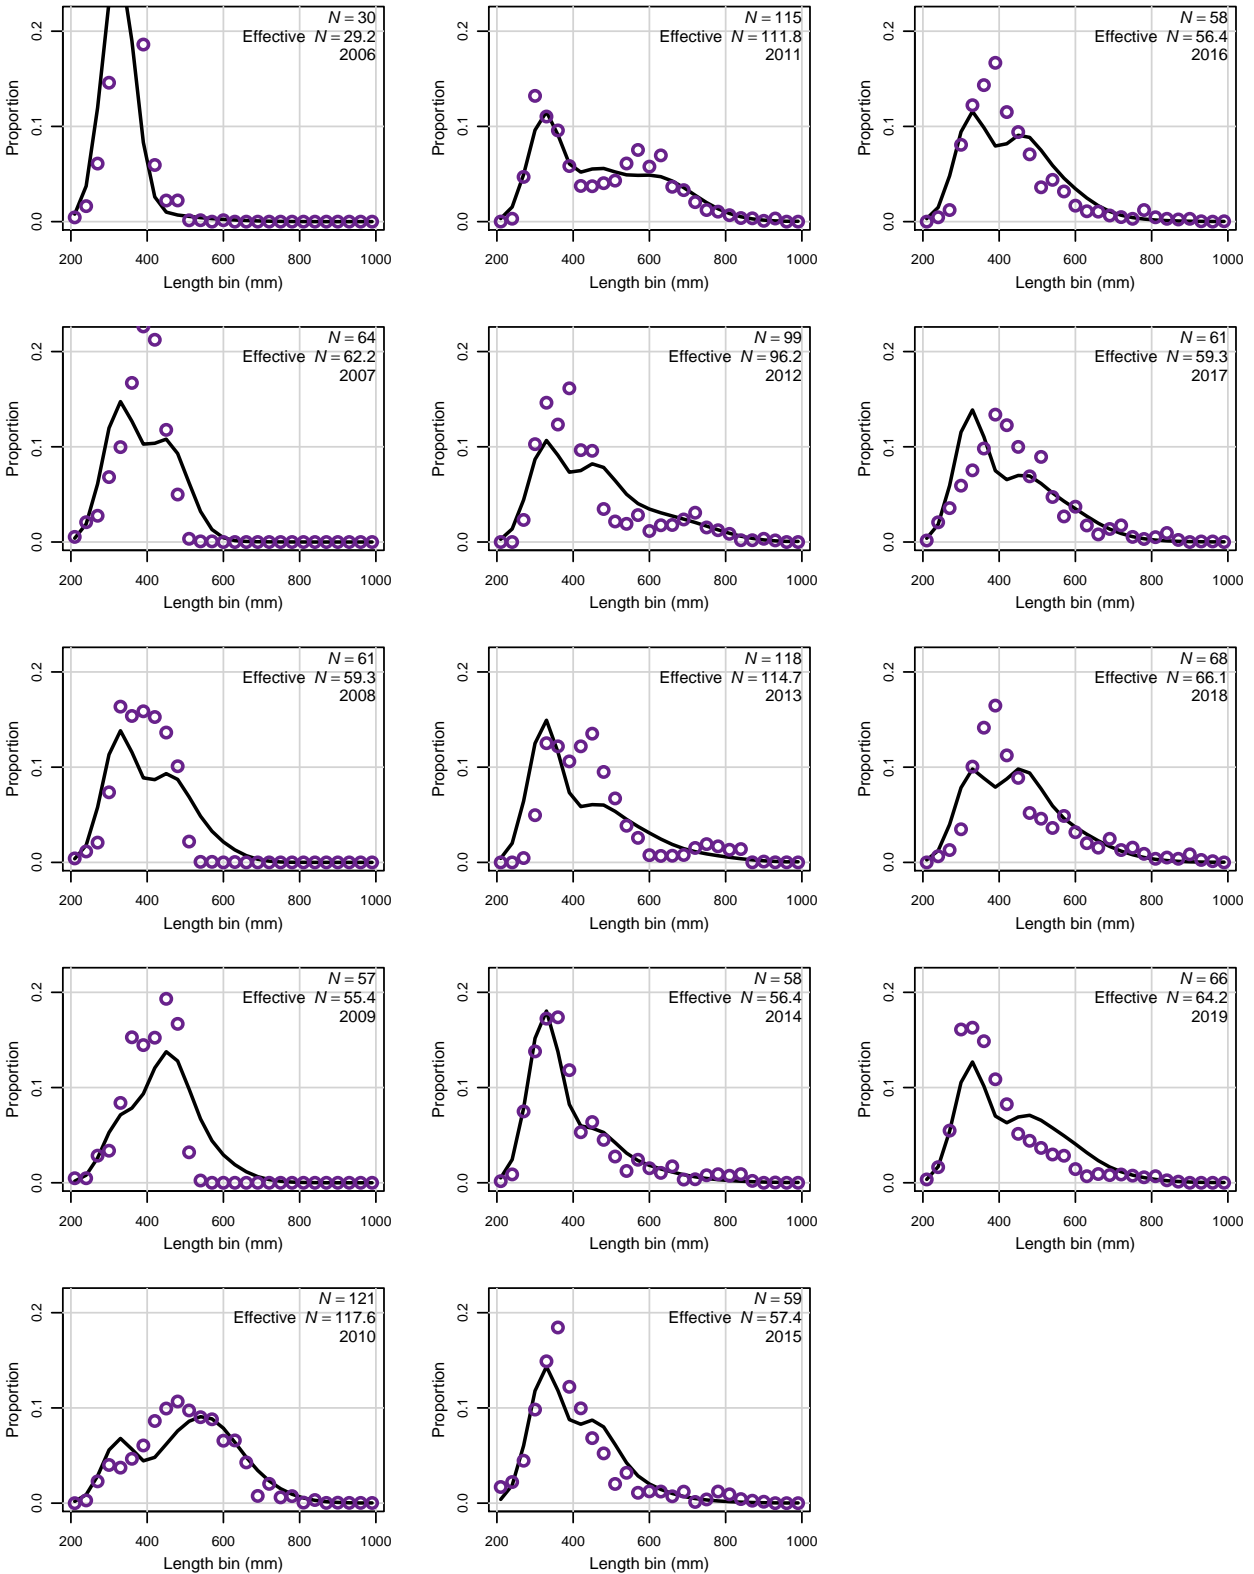 N = 30
Effective N = 29.2
2006
Proportion
0.0 0.1 0.2
200 400 600 800 1000
Length bin (mm)
N = 115
Effective N = 111.8
2011
Proportion
0.0 0.1 0.2
200 400 600 800 1000
Length bin (mm)
N = 58
Effective N = 56.4
2016
Proportion
0.0 0.1 0.2
200 400 600 800 1000
Length bin (mm)
N = 64
Effective N = 62.2
2007
Proportion
0.0 0.1 0.2
200 400 600 800 1000
Length bin (mm)
N = 99
Effective N = 96.2
2012
Proportion
0.0 0.1 0.2
200 400 600 800 1000
Length bin (mm)
N = 61
Effective N = 59.3
2017
Proportion
0.0 0.1 0.2
200 400 600 800 1000
Length bin (mm)
N = 61
Effective N = 59.3
2008
Proportion
0.0 0.1 0.2
200 400 600 800 1000
Length bin (mm)
N = 118
Effective N = 114.7
2013
Proportion
0.0 0.1 0.2
200 400 600 800 1000
Length bin (mm)
N = 68
Effective N = 66.1
2018
Proportion
0.0 0.1 0.2
200 400 600 800 1000
Length bin (mm)
N = 57
Effective N = 55.4
2009
Proportion
0.0 0.1 0.2
200 400 600 800 1000
Length bin (mm)
N = 58
Effective N = 56.4
2014
Proportion
0.0 0.1 0.2
200 400 600 800 1000
Length bin (mm)
N = 66
Effective N = 64.2
2019
Proportion
0.0 0.1 0.2
200 400 600 800 1000
Length bin (mm)
N = 121
Effective N = 117.6
2010
Proportion
0.0 0.1 0.2
200 400 600 800 1000
Length bin (mm)
N = 59
Effective N = 57.4
2015
Proportion
0.0 0.1 0.2
200 400 600 800 1000
Length bin (mm)